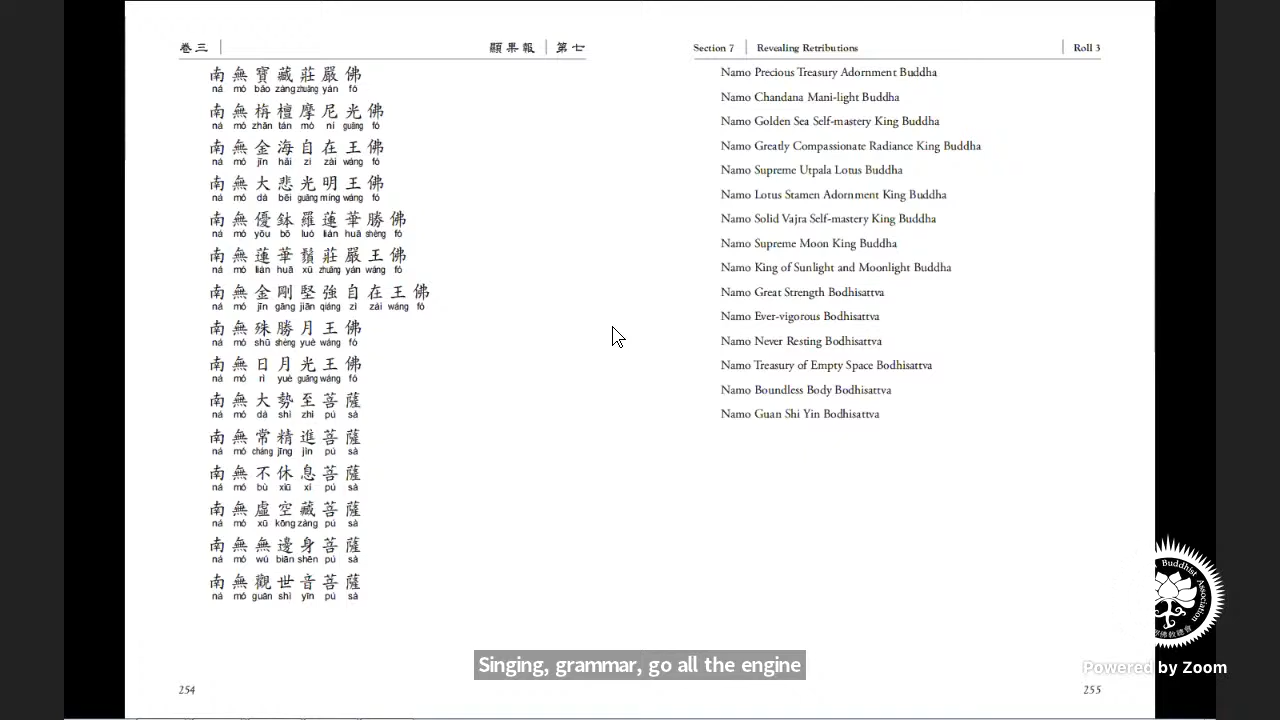 卷三
顯果報 第七
南無寶藏莊嚴佛
ná mó bǎo zàng zhuāng yán fó
南無栴檀摩尼光佛
ná mó zhān tán mó ní guāng fó
南無金海自在王佛
ná mó jīn hǎi zì zài wáng fó
南無大悲光明王佛
ná mó dà bēi guāng míng wáng fó
南無優鉢羅蓮華勝佛
ná mó yōu bō luó lián huā shèng fó
南無蓮華鬚莊嚴王佛
ná mó lián huā xū zhuāng yán wáng fó
南無金剛堅強自在王佛
ná mó jīn gāng jiān qiáng zì zài wáng fó
南無殊勝月王佛
ná mó shū shèng yuè wáng fó
南無日月光王佛
ná mó rì yuè guāng wáng fó
南無大勢至菩薩
ná mó dà shì zhì pú sà
南無常精進菩薩
ná mó cháng jīng jìn pú sà
南無不休息菩薩
ná mó bù xiū xí pú sà
南無虛空藏菩薩
ná mó xū kōng zàng pú sà
南無無邊身菩薩
ná mó wú biān shēn pú sà
南無觀世音菩薩
ná mó guān shì yīn pú sà
254
Section 7 Revealing Retributions
Roll 3
Namo Precious Treasury Adornment Buddha
Namo Chandana Mani-light Buddha
Namo Golden Sea Self-mastery King Buddha
Namo Greatly Compassionate Radiance King Buddha
Namo Supreme Utpala Lotus Buddha
Namo Lotus Stamen Adornment King Buddha
Namo Solid Vajra Self-mastery King Buddha
Namo Supreme Moon King Buddha
Namo King of Sunlight and Moonlight Buddha
Namo Great Strength Bodhisattva
Namo Ever-vigorous Bodhisattva
Namo Never Resting Bodhisattva
Namo Treasury of Empty Space Bodhisattva
Namo Boundless Body Bodhisattva
Namo Guan Shi Yin Bodhisattva
255
Singing, grammar, go all the engine
Buddhist Association
佛教總會
Powered by Zoom